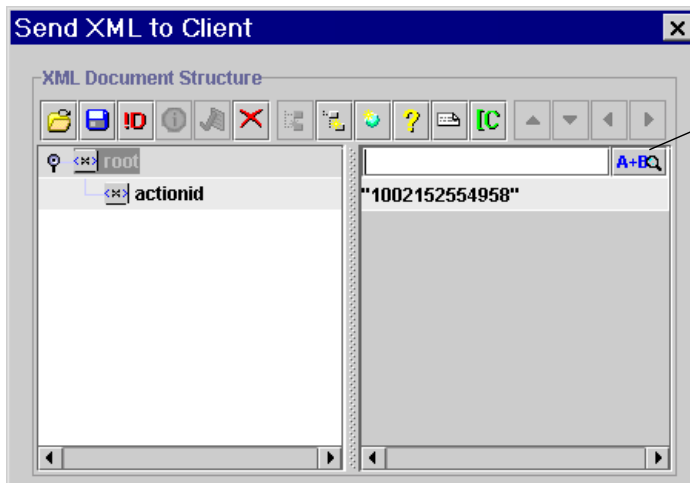 Send XML to Client
XML Document Structure
!D ? [C
root A+B
actionid "1002152554958"